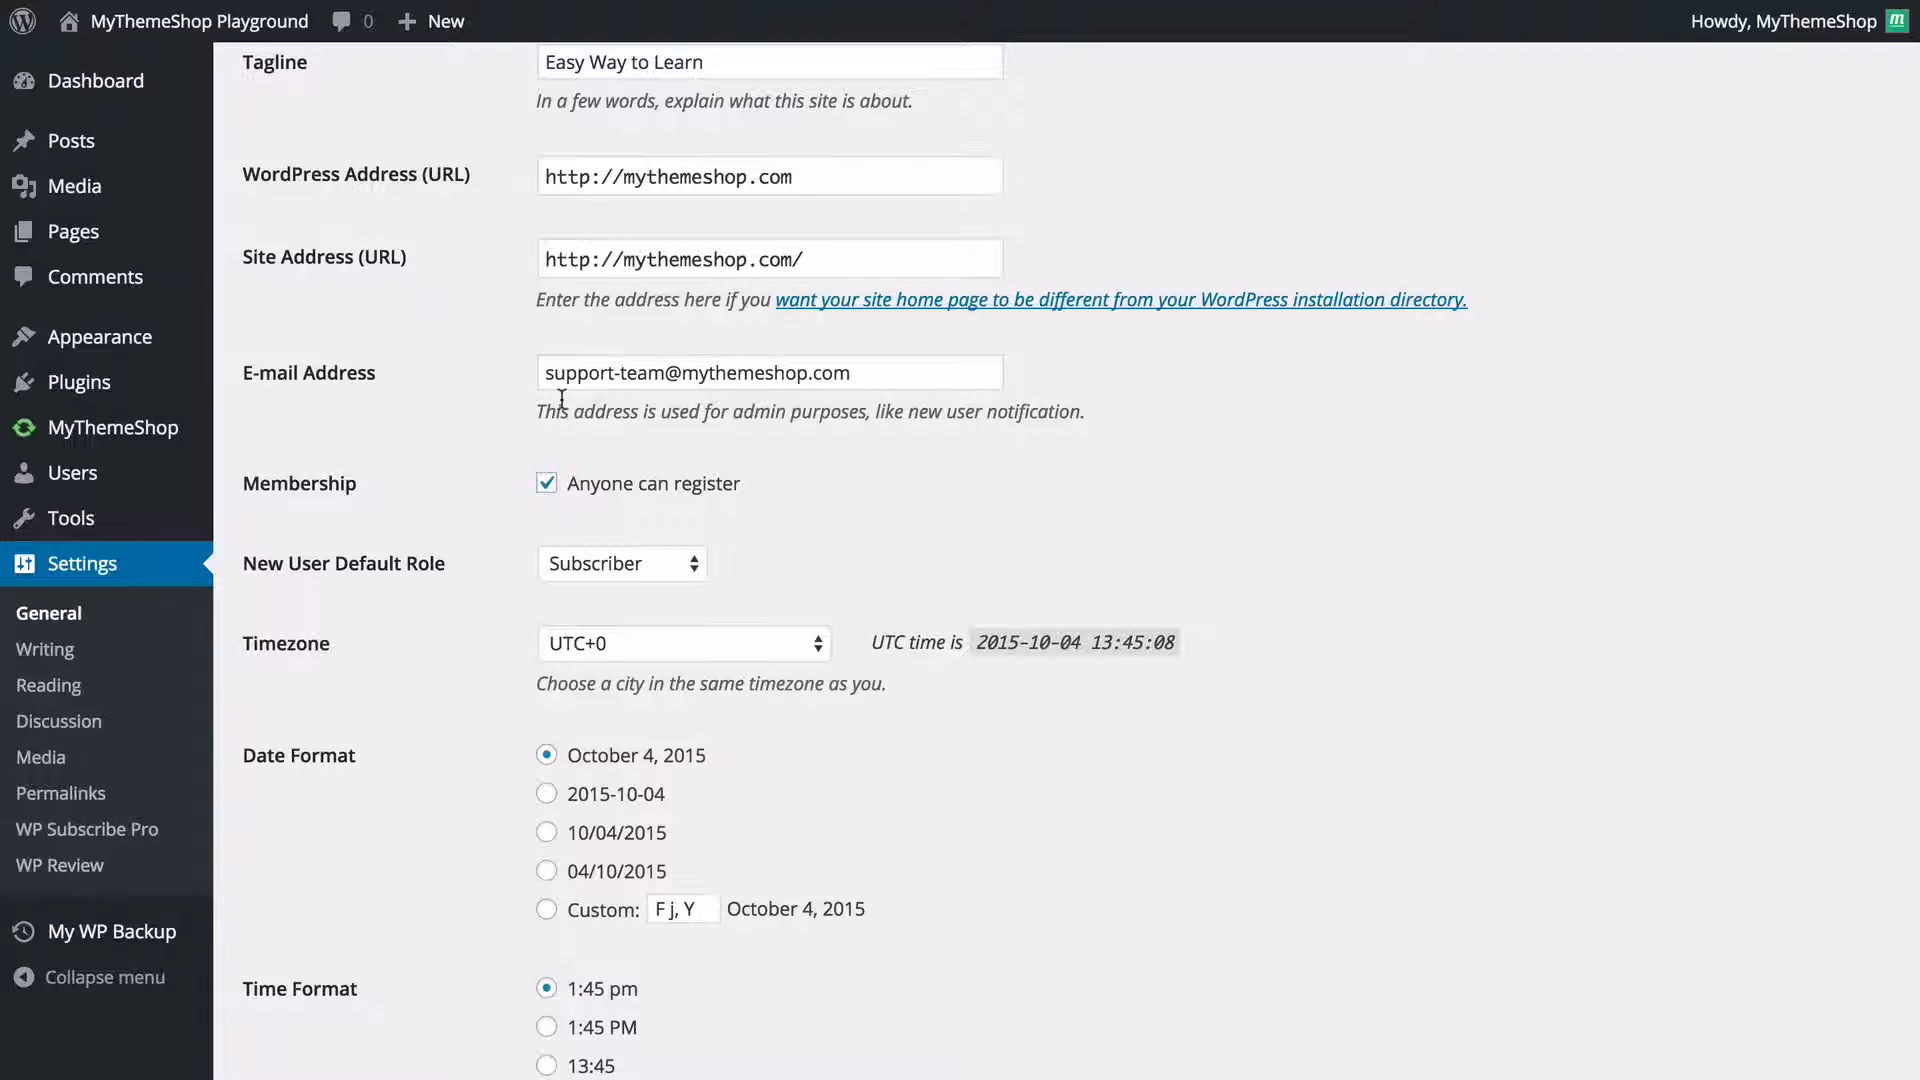 MyThemeShop Playground 0 New Howdy, MyThemeShop m
Dashboard
Posts
Media
Pages
Comments
Appearance
Plugins
MyThemeShop
Users
Tools
Settings
General
Writing
Reading
Discussion
Media
Permalinks
WP Subscribe Pro
WP Review
My WP Backup
Collapse menu
Tagline Easy Way to Learn
In a few words, explain what this site is about.
WordPress Address (URL) http://mythemeshop.com
Site Address (URL) http://mythemeshop.com/
Enter the address here if you want your site home page to be different from your WordPress installation directory.
E-mail Address support-team@mythemeshop.com
This address is used for admin purposes, like new user notification.
Membership Anyone can register
New User Default Role Subscriber
Timezone UTC+0 UTC time is 2015-10-04 13:45:08
Choose a city in the same timezone as you.
Date Format October 4, 2015
2015-10-04
10/04/2015
04/10/2015
Custom: F j, Y October 4, 2015
Time Format 1:45 pm
1:45 PM
13:45